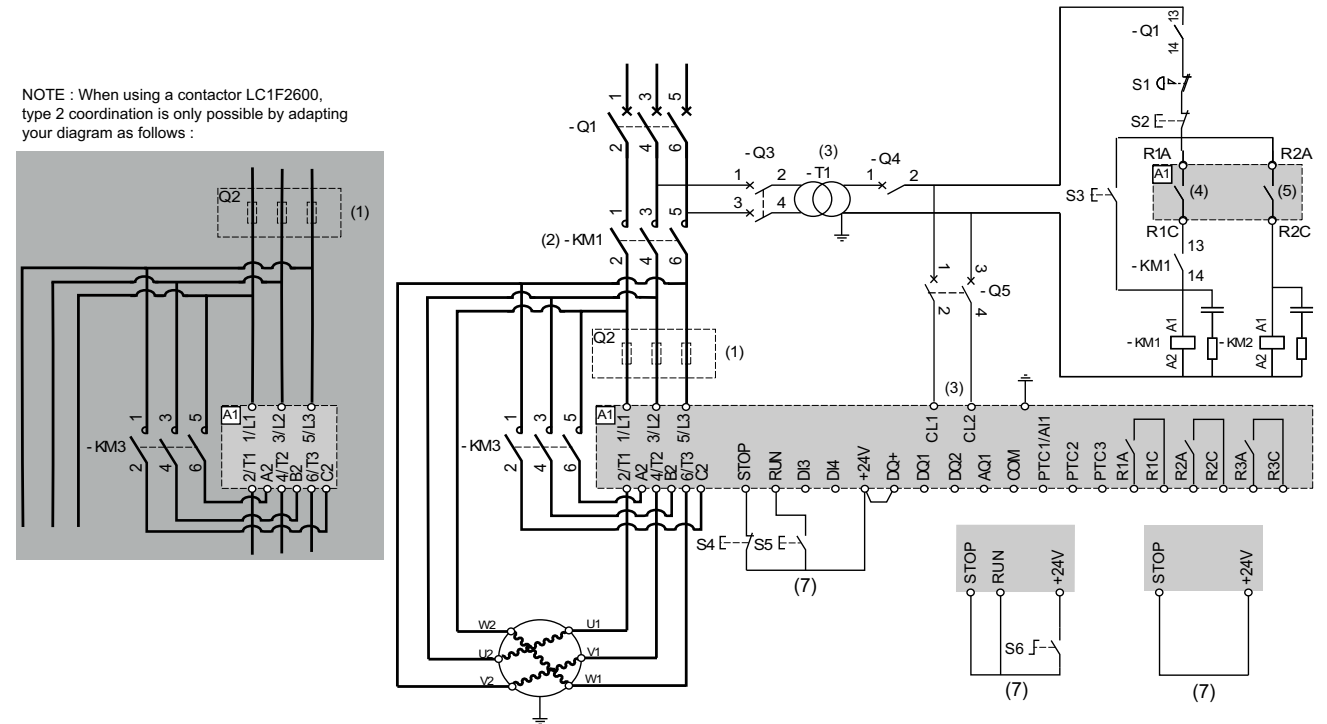 NOTE : When using a contactor LC1F2600,
type 2 coordination is only possible by adapting
your diagram as follows :
Q2
(1)
1 3 5
- KM3
2 4 6
A1
1/L1 3/L2 5/L3
2/T1 A2 4/T2 B2 6/T3 C2
1 3 5
- Q1
2 4 6
1 3 5
(2) - KM1
2 4 6
- Q3
1 2
3 4
(3)
- T1
- Q4
1 2
1 3
- Q5
2 4
(3)
Q2
(1)
1 3 5
- KM3
2 4 6
A1
1/L1 3/L2 5/L3
2/T1 A2 4/T2 B2 6/T3 C2
CL1 CL2
STOP RUN DI3 DI4 +24V DQ+ DQ1 DQ2 AQ1 COM PTC1/AI1 PTC2 PTC3 R1A R1C R2A R2C R3A R3C
S4 S5
(7)
W2 U1
U2 V1
V2 W1
13
- Q1
14
S1
S2
R1A R2A
A1
S3 (4) (5)
R1C R2C
13
- KM1
14
A1 A1
- KM1 - KM2
A2 A2
STOP RUN +24V
S6
(7)
STOP +24V
(7)